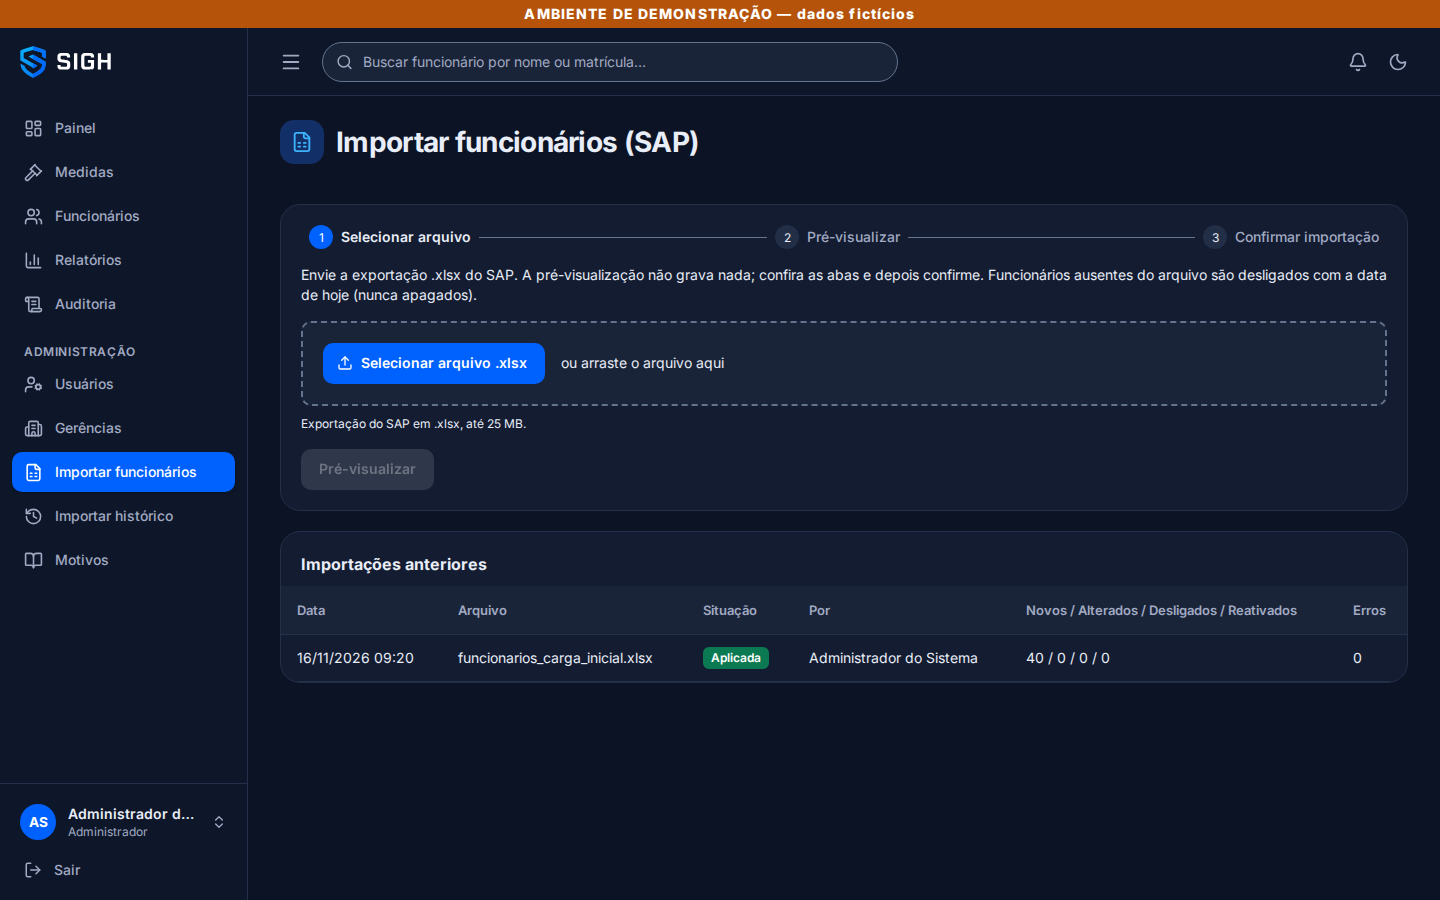 AMBIENTE DE DEMONSTRAÇÃO — dados fictícios
SIGH
Buscar funcionário por nome ou matrícula...
Painel
Medidas
Funcionários
Relatórios
Auditoria
ADMINISTRAÇÃO
Usuários
Gerências
Importar funcionários
Importar histórico
Motivos
Administrador d...
AS
Administrador
Sair
Importar funcionários (SAP)
1 Selecionar arquivo
2 Pré-visualizar
3 Confirmar importação
Envie a exportação .xlsx do SAP. A pré-visualização não grava nada; confira as abas e depois confirme. Funcionários ausentes do arquivo são desligados com a data
de hoje (nunca apagados).
Selecionar arquivo .xlsx ou arraste o arquivo aqui
Exportação do SAP em .xlsx, até 25 MB.
Pré-visualizar
Importações anteriores
Data Arquivo Situação Por Novos / Alterados / Desligados / Reativados Erros
16/11/2026 09:20 funcionarios_carga_inicial.xlsx Aplicada Administrador do Sistema 40 / 0 / 0 / 0 0